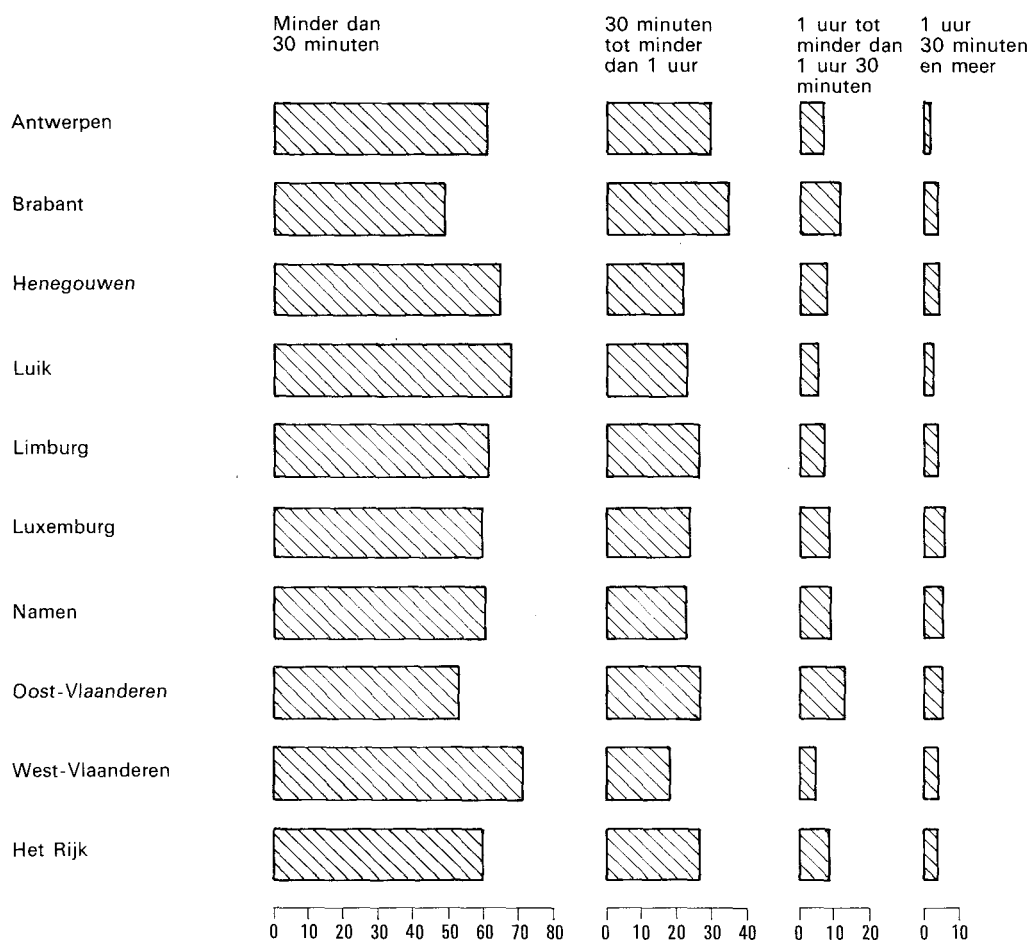 Minder dan
30 minuten
30 minuten
tot minder
dan 1 uur
1 uur tot
minder dan
1 uur 30
minuten
1 uur
30 minuten
en meer
Antwerpen
Brabant
Henegouwen
Luik
Limburg
Luxemburg
Namen
Oost-Vlaanderen
West-Vlaanderen
Het Rijk
0 10 20 30 40 50 60 70 80
0 10 20 30 40
0 10 20
0 10